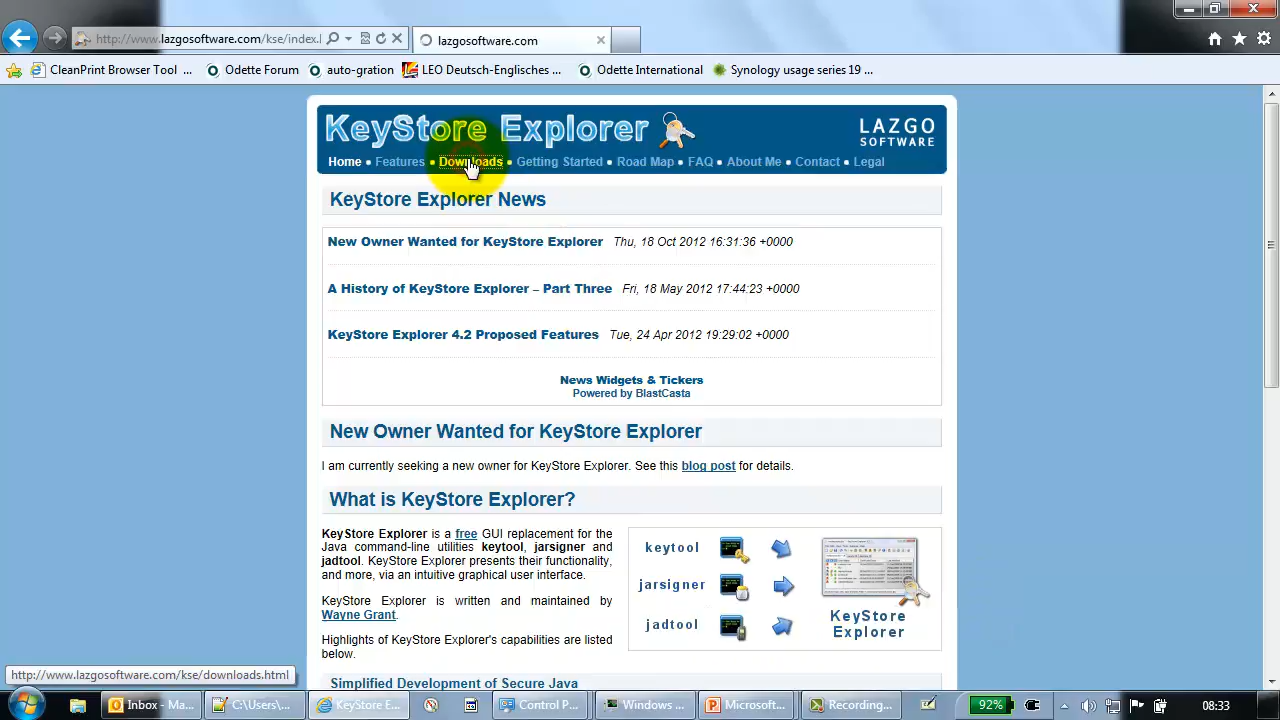 http://www.lazgosoftware.com/kse/index.l
lazgosoftware.com
CleanPrint Browser Tool ...
Odette Forum
auto-gration
LEO Deutsch-Englisches ...
Odette International
Synology usage series 19 ...
KeyStore Explorer
LAZGO
SOFTWARE
Home • Features • Downloads • Getting Started • Road Map • FAQ • About Me • Contact • Legal
KeyStore Explorer News
New Owner Wanted for KeyStore Explorer Thu, 18 Oct 2012 16:31:36 +0000
A History of KeyStore Explorer – Part Three Fri, 18 May 2012 17:44:23 +0000
KeyStore Explorer 4.2 Proposed Features Tue, 24 Apr 2012 19:29:02 +0000
News Widgets & Tickers
Powered by BlastCasta
New Owner Wanted for KeyStore Explorer
I am currently seeking a new owner for KeyStore Explorer. See this blog post for details.
What is KeyStore Explorer?
KeyStore Explorer is a free GUI replacement for the
Java command-line utilities keytool, jarsigner and
jadtool. KeyStore Explorer presents their functionality,
and more, via an intuitive graphical user interface.
KeyStore Explorer is written and maintained by
Wayne Grant.
Highlights of KeyStore Explorer's capabilities are listed
below.
keytool
jarsigner
jadtool
KeyStore
Explorer
Simplified Development of Secure Java
http://www.lazgosoftware.com/kse/downloads.html
Inbox - Ma...
C:\Users\...
KeyStore E...
Control P...
Windows ...
Microsoft...
Recording...
92%
08:33